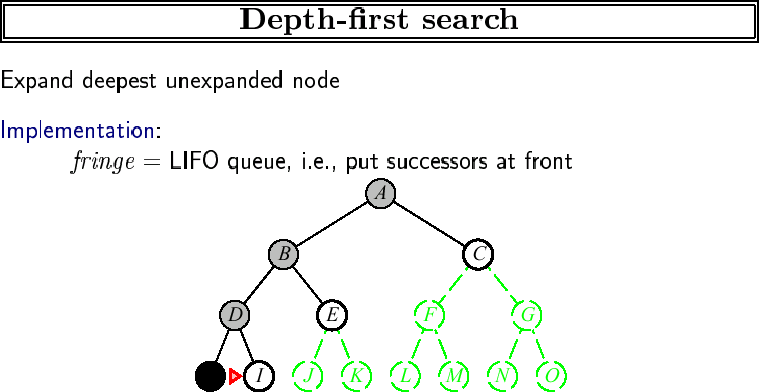 Depth-first search
Expand deepest unexpanded node
Implementation:
fringe = LIFO queue, i.e., put successors at front
A
B C
D E F G
I J K L M N O